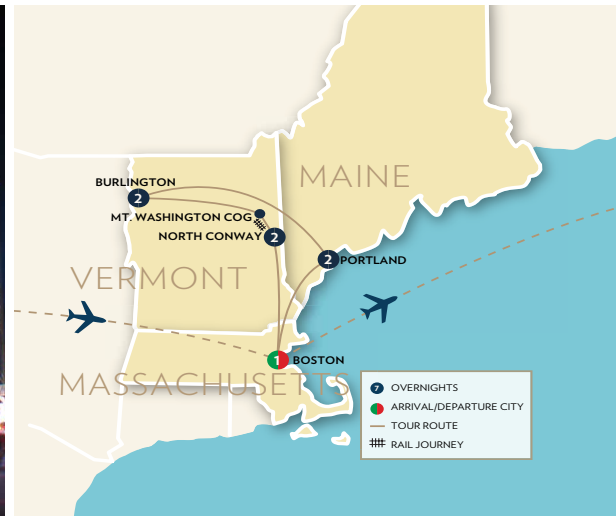 MAINE
BURLINGTON
2
MT. WASHINGTON COG
NORTH CONWAY 2
2 PORTLAND
VERMONT
1 BOSTON
MASSACHUSETTS
7 OVERNIGHTS
ARRIVAL/DEPARTURE CITY
TOUR ROUTE
RAIL JOURNEY